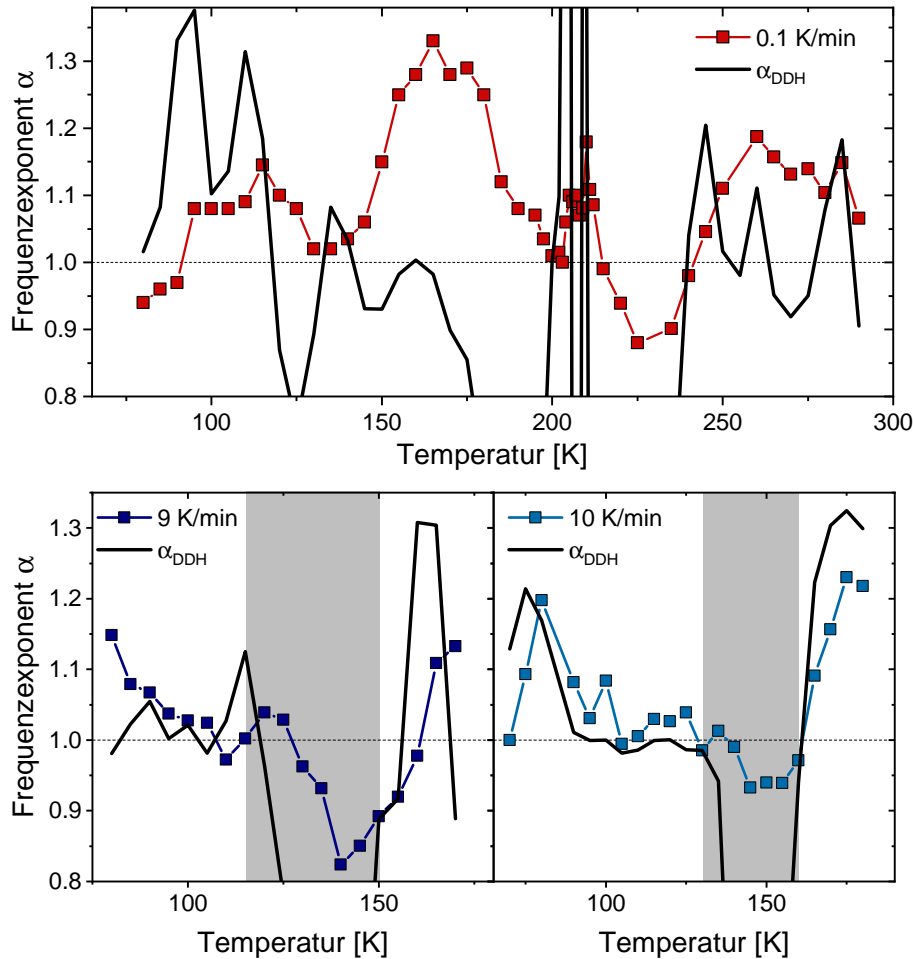 Frequenzexponent α
1.3
1.2
1.1
1.0
0.9
0.8
0.1 K/min
α_DDH
100
150
200
250
300
Temperatur [K]
Frequenzexponent α
1.3
1.2
1.1
1.0
0.9
0.8
9 K/min
α_DDH
10 K/min
α_DDH
100
150
100
150
Temperatur [K]
Temperatur [K]